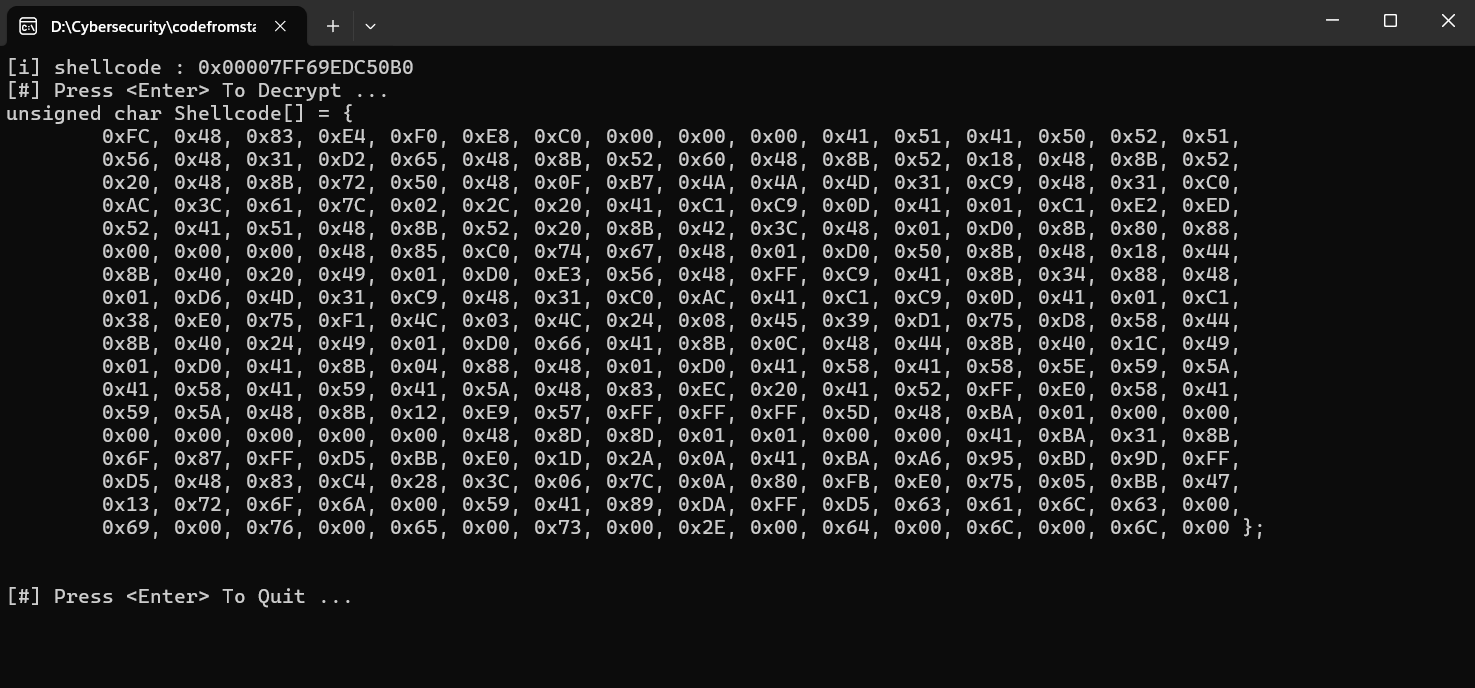 D:\Cybersecurity\codefromsta
[i] shellcode : 0x00007FF69EDC50B0
[#] Press <Enter> To Decrypt ...
unsigned char Shellcode[] = {
0xFC, 0x48, 0x83, 0xE4, 0xF0, 0xE8, 0xC0, 0x00, 0x00, 0x00, 0x41, 0x51, 0x41, 0x50, 0x52, 0x51,
0x56, 0x48, 0x31, 0xD2, 0x65, 0x48, 0x8B, 0x52, 0x60, 0x48, 0x8B, 0x52, 0x18, 0x48, 0x8B, 0x52,
0x20, 0x48, 0x8B, 0x72, 0x50, 0x48, 0x0F, 0xB7, 0x4A, 0x4A, 0x4D, 0x31, 0xC9, 0x48, 0x31, 0xC0,
0xAC, 0x3C, 0x61, 0x7C, 0x02, 0x2C, 0x20, 0x41, 0xC1, 0xC9, 0x0D, 0x41, 0x01, 0xC1, 0xE2, 0xED,
0x52, 0x41, 0x51, 0x48, 0x8B, 0x52, 0x20, 0x8B, 0x42, 0x3C, 0x48, 0x01, 0xD0, 0x8B, 0x80, 0x88,
0x00, 0x00, 0x00, 0x48, 0x85, 0xC0, 0x74, 0x67, 0x48, 0x01, 0xD0, 0x50, 0x8B, 0x48, 0x18, 0x44,
0x8B, 0x40, 0x20, 0x49, 0x01, 0xD0, 0xE3, 0x56, 0x48, 0xFF, 0xC9, 0x41, 0x8B, 0x34, 0x88, 0x48,
0x01, 0xD6, 0x4D, 0x31, 0xC9, 0x48, 0x31, 0xC0, 0xAC, 0x41, 0xC1, 0xC9, 0x0D, 0x41, 0x01, 0xC1,
0x38, 0xE0, 0x75, 0xF1, 0x4C, 0x03, 0x4C, 0x24, 0x08, 0x45, 0x39, 0xD1, 0x75, 0xD8, 0x58, 0x44,
0x8B, 0x40, 0x24, 0x49, 0x01, 0xD0, 0x66, 0x41, 0x8B, 0x0C, 0x48, 0x44, 0x8B, 0x40, 0x1C, 0x49,
0x01, 0xD0, 0x41, 0x8B, 0x04, 0x88, 0x48, 0x01, 0xD0, 0x41, 0x58, 0x41, 0x58, 0x5E, 0x59, 0x5A,
0x41, 0x58, 0x41, 0x59, 0x41, 0x5A, 0x48, 0x83, 0xEC, 0x20, 0x41, 0x52, 0xFF, 0xE0, 0x58, 0x41,
0x59, 0x5A, 0x48, 0x8B, 0x12, 0xE9, 0x57, 0xFF, 0xFF, 0xFF, 0x5D, 0x48, 0xBA, 0x01, 0x00, 0x00,
0x00, 0x00, 0x00, 0x00, 0x00, 0x48, 0x8D, 0x8D, 0x01, 0x01, 0x00, 0x00, 0x41, 0xBA, 0x31, 0x8B,
0x6F, 0x87, 0xFF, 0xD5, 0xBB, 0xE0, 0x1D, 0x2A, 0x0A, 0x41, 0xBA, 0xA6, 0x95, 0xBD, 0x9D, 0xFF,
0xD5, 0x48, 0x83, 0xC4, 0x28, 0x3C, 0x06, 0x7C, 0x0A, 0x80, 0xFB, 0xE0, 0x75, 0x05, 0xBB, 0x47,
0x13, 0x72, 0x6F, 0x6A, 0x00, 0x59, 0x41, 0x89, 0xDA, 0xFF, 0xD5, 0x63, 0x61, 0x6C, 0x63, 0x00,
0x69, 0x00, 0x76, 0x00, 0x65, 0x00, 0x73, 0x00, 0x2E, 0x00, 0x64, 0x00, 0x6C, 0x00, 0x6C, 0x00 };
[#] Press <Enter> To Quit ...